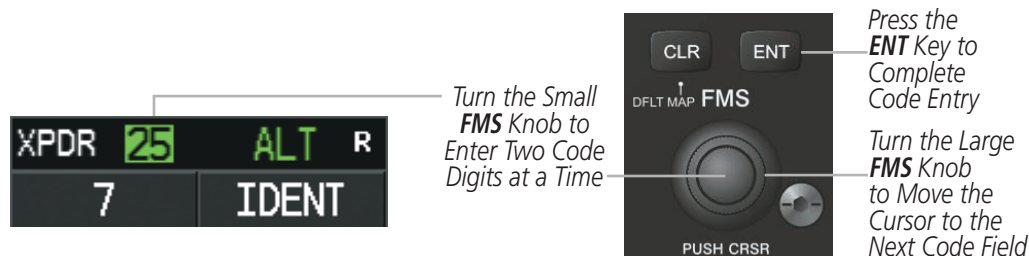 XPDR 25 ALT R
7 IDENT
Turn the Small
FMS Knob to
Enter Two Code
Digits at a Time
CLR ENT
DFLT MAP FMS
PUSH CRSR
Press the
ENT Key to
Complete
Code Entry
Turn the Large
FMS Knob
to Move the
Cursor to the
Next Code Field